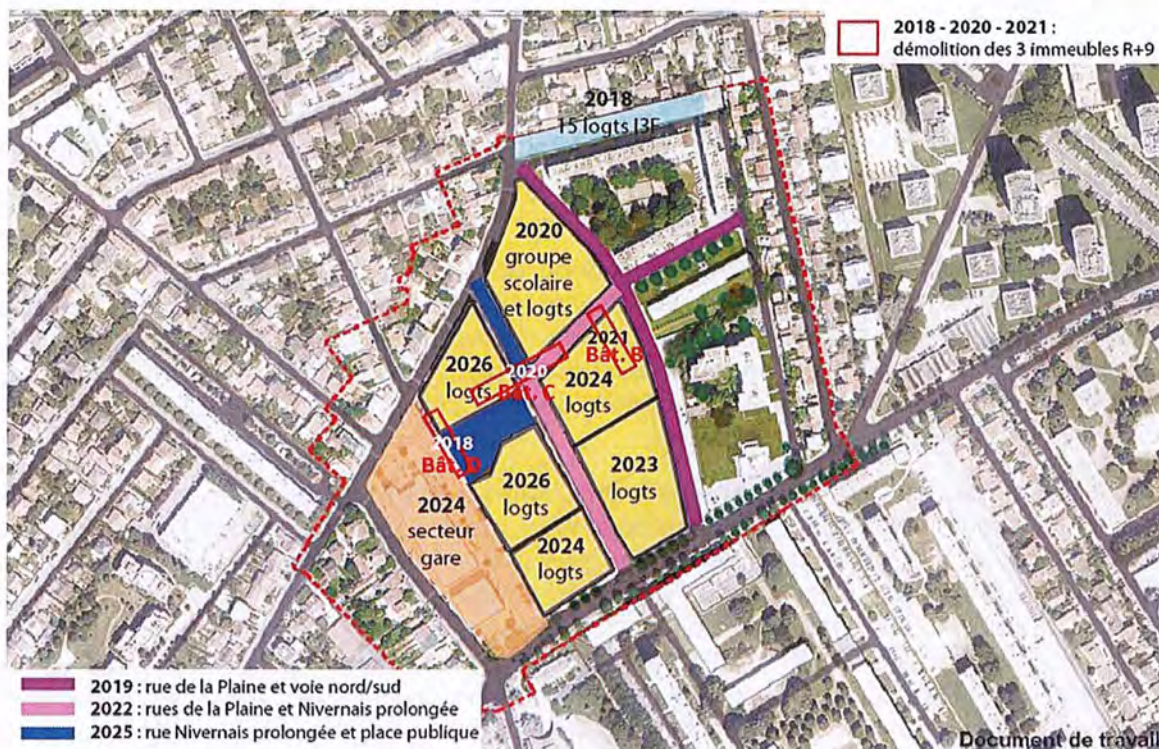 2018 - 2020 - 2021 :
démolition des 3 immeubles R+9
2018
15 logts I3F
2020
groupe
scolaire
et logts
2021
Bât. B
2026
logts
2020
Bât. C
2024
logts
2018
Bât. D
2024
secteur
gare
2026
logts
2023
logts
2024
logts
2019 : rue de la Plaine et voie nord/sud
2022 : rues de la Plaine et Nivernais prolongée
2025 : rue Nivernais prolongée et place publique
Document de travail